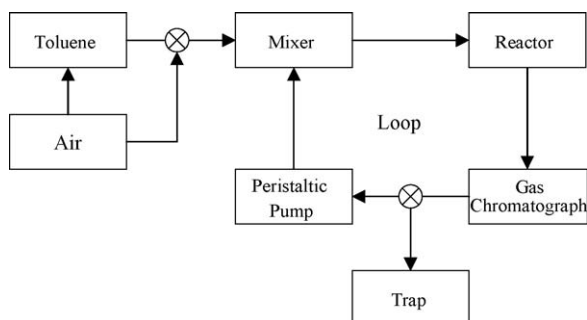 Toluene
Mixer
Reactor
Air
Loop
Peristaltic
Pump
Gas
Chromatograph
Trap